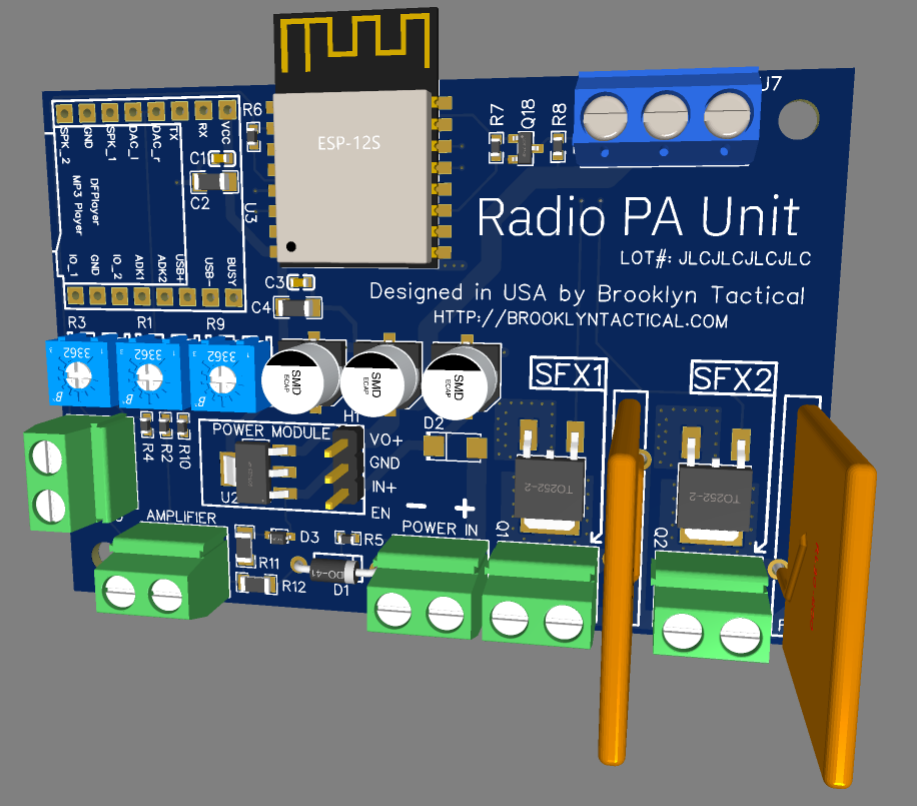 ESP-12S
U7
R6
R7
Q18
R8
SPK_2
GND
SPK_1
DAC_l
DAC_r
TX
RX
VCC
C1
C2
U3
DFPlayer
MP3 Player
IO_1
GND
IO_2
ADK1
ADK2
USB+
USB-
BUSY
Radio PA Unit
LOT#: JLCJLCJLCJLC
C3
C4
Designed in USA by Brooklyn Tactical
HTTP://BROOKLYNTACTICAL.COM
R3
R1
R9
3362
3362
3362
SMD
ECAP
SMD
ECAP
SMD
ECAP
SFX1
SFX2
H1
D2
R4
R2
R10
POWER MODULE
U2
VO+
GND
IN+
EN
- +
POWER IN
TO252-2
TO252-2
Q1
Q2
AMPLIFIER
D3
R5
R11
R12
DO-41
D1